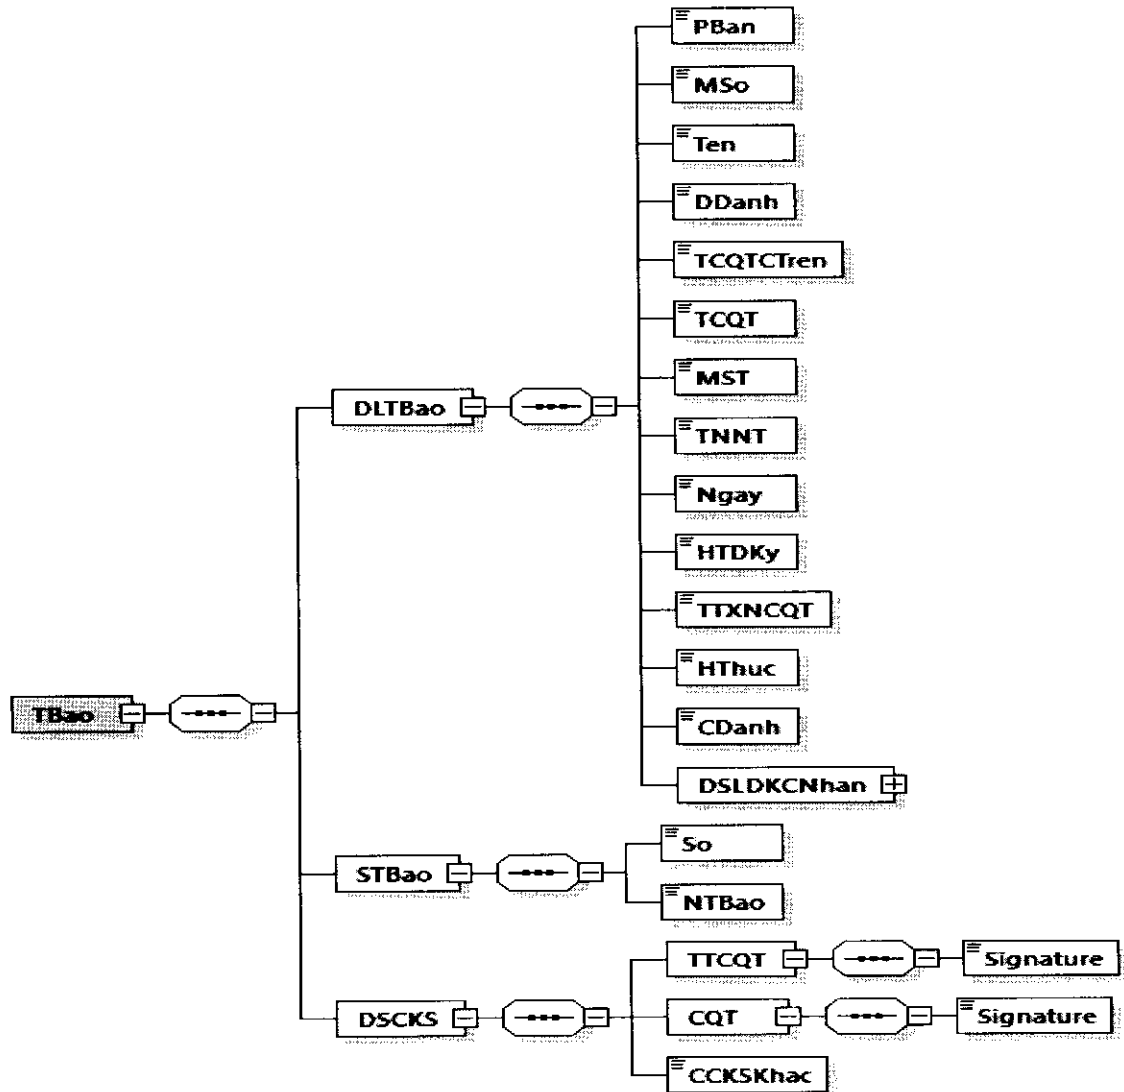 PBan
MSo
Ten
DDanh
TCQTCTren
TCQT
MST
DLTBao
TNNT
Ngay
HTDKy
TTXNCQT
HThuc
TBao
CDanh
DSLDKCNhan
So
STBao
NTBao
TTCQT
Signature
DSCKS
CQT
Signature
CCKSKhac